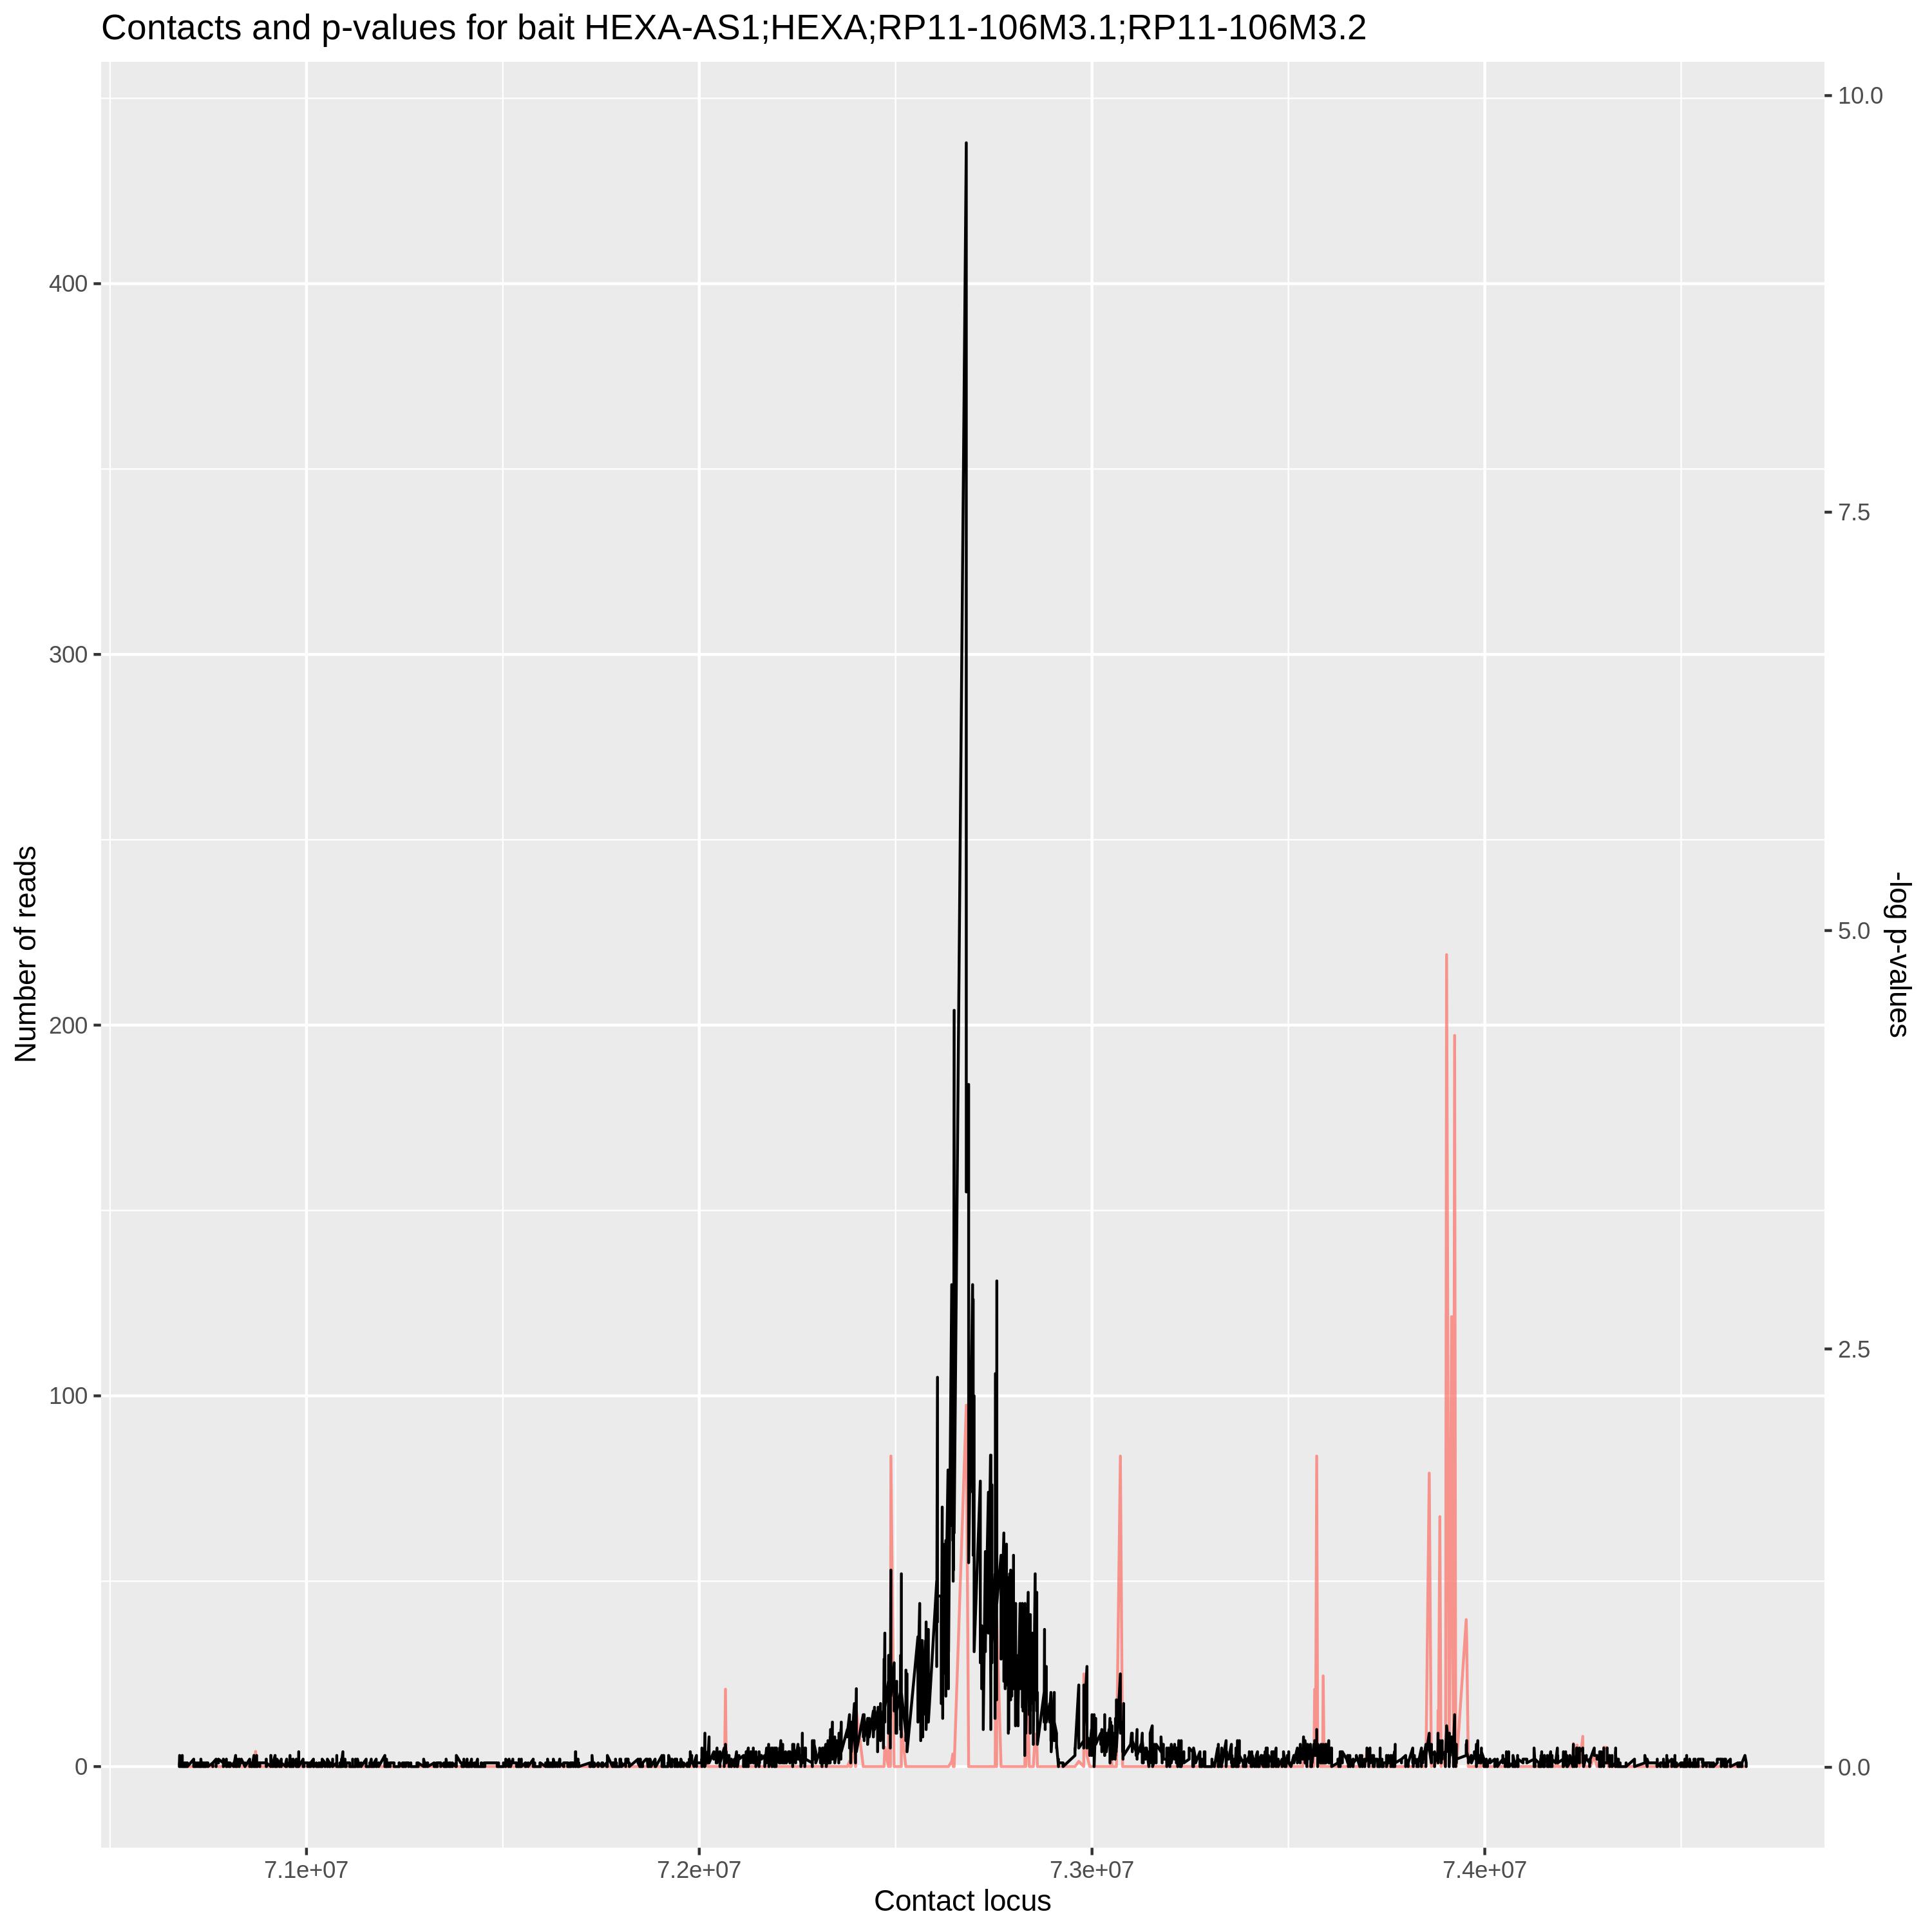 Contacts and p-values for bait HEXA-AS1;HEXA;RP11-106M3.1;RP11-106M3.2
10.0
400
7.5
300
5.0
Number of reads
-log p-values
200
2.5
100
0
0.0
7.1e+07
7.2e+07
7.3e+07
7.4e+07
Contact locus